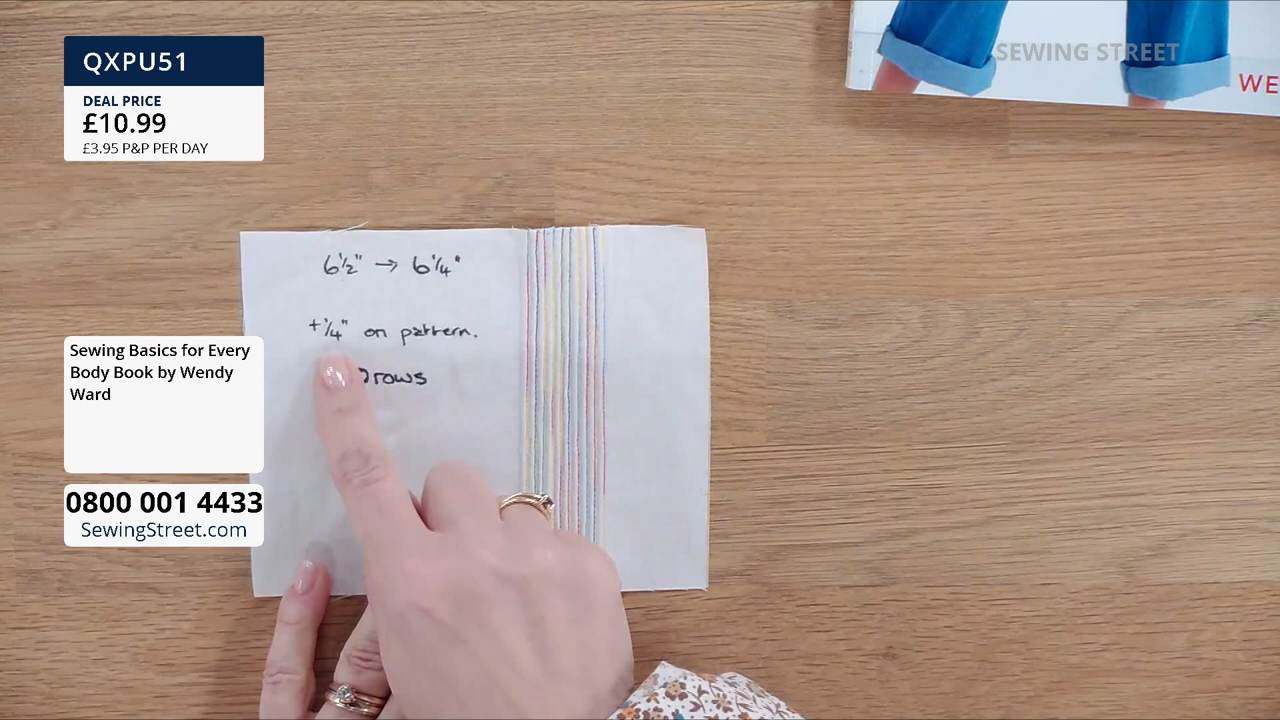 QXPU51
DEAL PRICE
£10.99
£3.95 P&P PER DAY
SEWING STREET
WE
6½" → 6¼"
+¼" on pattern.
rows
Sewing Basics for Every
Body Book by Wendy
Ward
0800 001 4433
SewingStreet.com